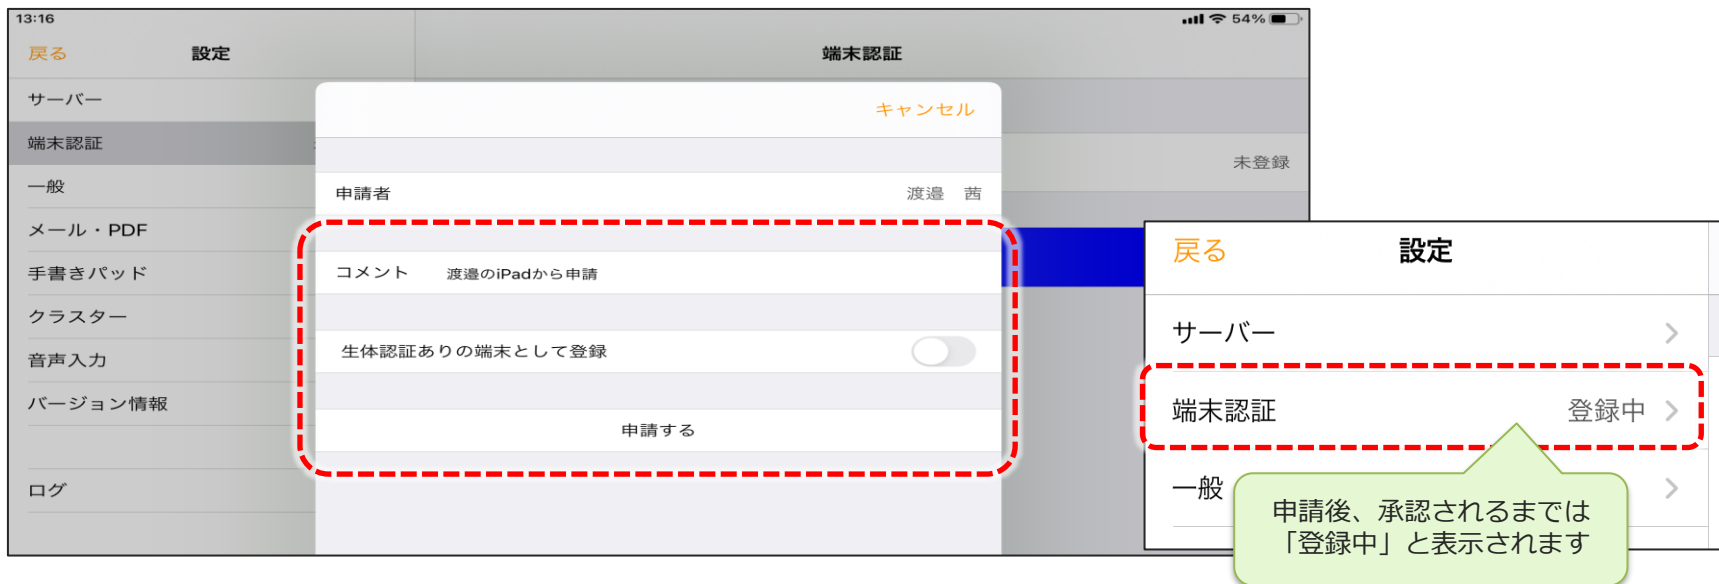 13:16
54%
戻る
設定
端末認証
サーバー
端末認証
一般
メール・PDF
手書きパッド
クラスター
音声入力
バージョン情報
ログ
未登録
キャンセル
申請者 渡邉 茜
コメント 渡邉のiPadから申請
生体認証ありの端末として登録
申請する
戻る
設定
サーバー
端末認証 登録中
一般
申請後、承認されるまでは
「登録中」と表示されます